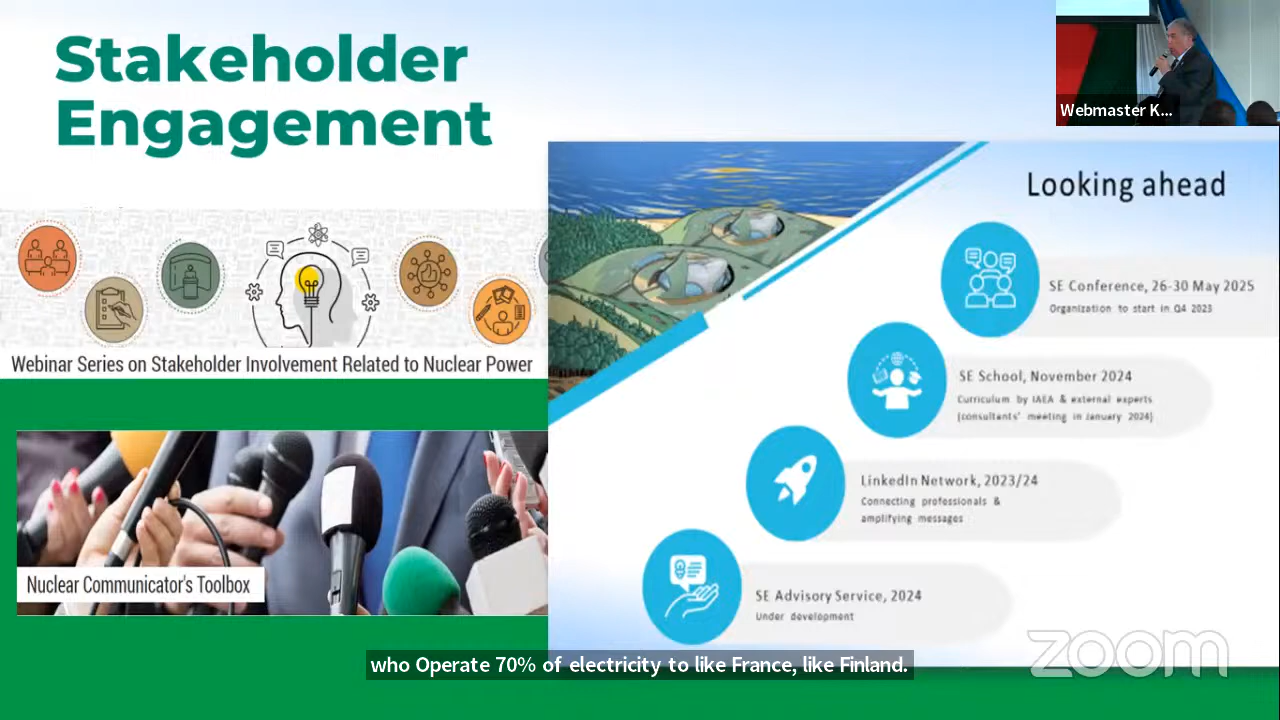 Stakeholder
Engagement
Webmaster K...
Looking ahead
SE Conference, 26-30 May 2025
Organization to start in Q4 2023
Webinar Series on Stakeholder Involvement Related to Nuclear Power
SE School, November 2024
Curriculum by IAEA & external experts
(consultants' meeting in January 2024)
LinkedIn Network, 2023/24
Connecting professionals &
amplifying messages
Nuclear Communicator's Toolbox
SE Advisory Service, 2024
Under development
zoom
who Operate 70% of electricity to like France, like Finland.